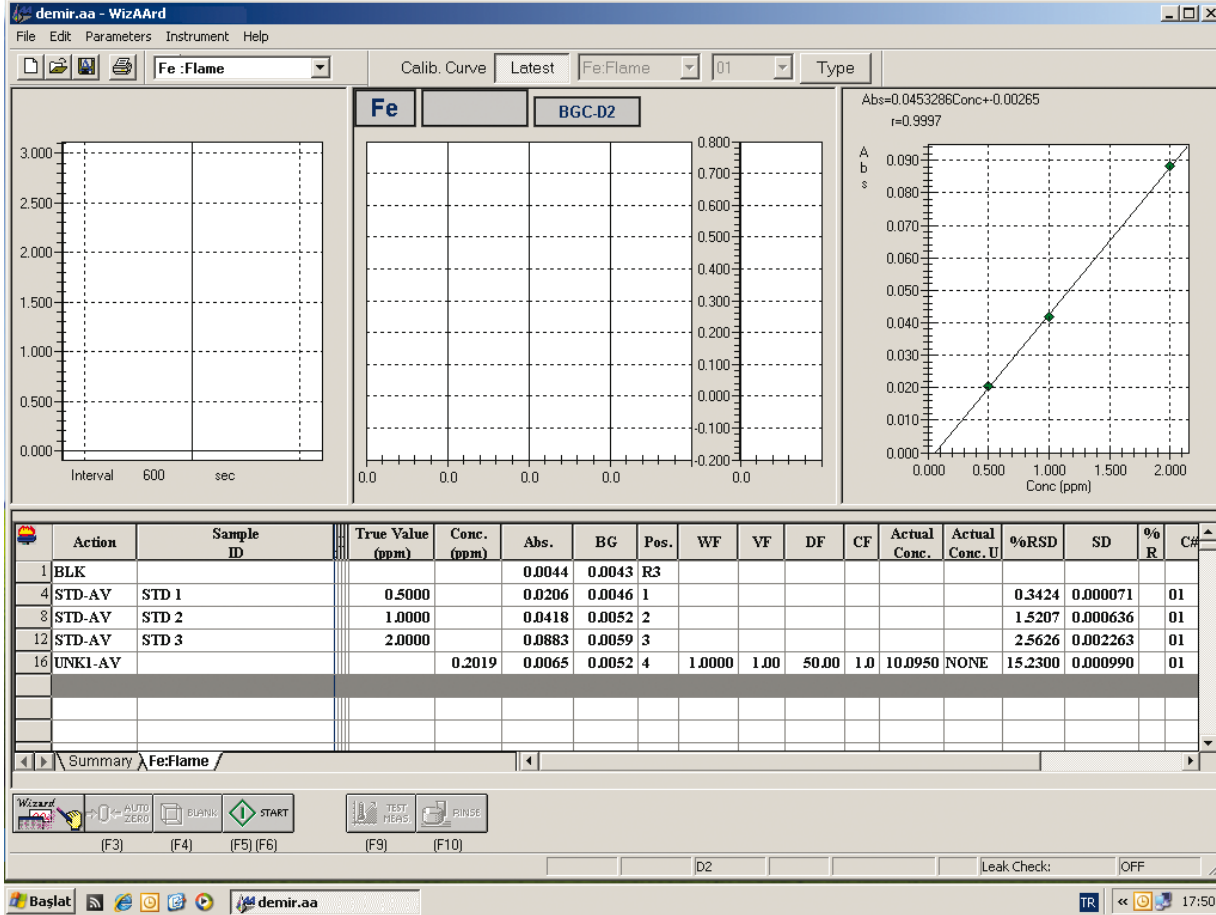 demir.aa - WizAArd
File Edit Parameters Instrument Help
Fe :Flame Calib. Curve Latest Fe:Flame 01 Type
Fe BGC-D2
3.000
2.500
2.000
1.500
1.000
0.500
0.000
Interval 600 sec
0.800
0.700
0.600
0.500
0.400
0.300
0.200
0.100
0.000
-0.100
-0.200
0.0 0.0 0.0 0.0 0.0
Abs=0.0453286Conc+-0.00265
r=0.9997
Abs
0.090
0.080
0.070
0.060
0.050
0.040
0.030
0.020
0.010
0.000
0.000 0.500 1.000 1.500 2.000
Conc (ppm)
Action Sample ID True Value (ppm) Conc. (ppm) Abs. BG Pos. WF VF DF CF Actual Conc. Actual Conc. U %RSD SD % R C#
1 BLK 0.0044 0.0043 R3
4 STD-AV STD 1 0.5000 0.0206 0.0046 1 0.3424 0.000071 01
8 STD-AV STD 2 1.0000 0.0418 0.0052 2 1.5207 0.000636 01
12 STD-AV STD 3 2.0000 0.0883 0.0059 3 2.5626 0.002263 01
16 UNK1-AV 0.2019 0.0065 0.0052 4 1.0000 1.00 50.00 1.0 10.0950 NONE 15.2300 0.000990 01
Summary Fe:Flame
Wizard AUTO ZERO BLANK START TEST MEAS. RINSE
(F3) (F4) (F5) (F6) (F9) (F10)
D2 Leak Check: OFF
Başlat demir.aa TR « 17:50